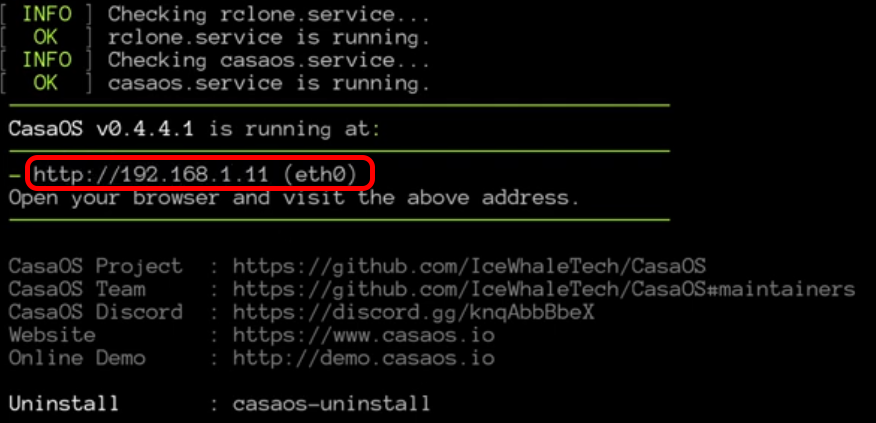 [ INFO ] Checking rclone.service...
[ OK ] rclone.service is running.
[ INFO ] Checking casaos.service...
[ OK ] casaos.service is running.
CasaOS v0.4.4.1 is running at:
- http://192.168.1.11 (eth0)
Open your browser and visit the above address.
CasaOS Project : https://github.com/IceWhaleTech/CasaOS
CasaOS Team : https://github.com/IceWhaleTech/CasaOS#maintainers
CasaOS Discord : https://discord.gg/knqAbbBbeX
Website : https://www.casaos.io
Online Demo : http://demo.casaos.io
Uninstall : casaos-uninstall